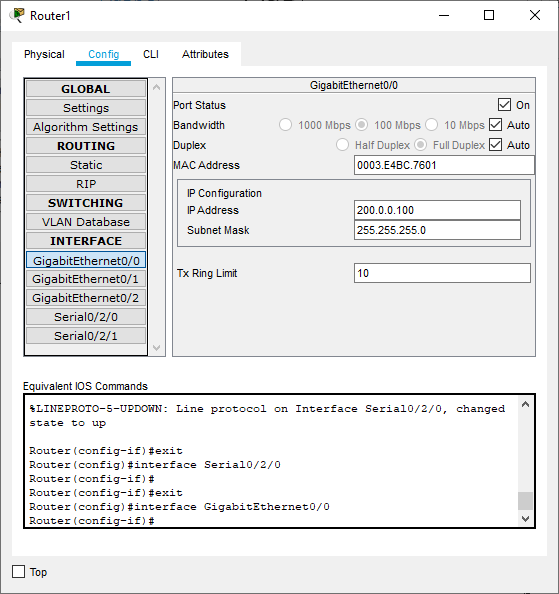 Router1
Physical Config CLI Attributes
GLOBAL
Settings
Algorithm Settings
ROUTING
Static
RIP
SWITCHING
VLAN Database
INTERFACE
GigabitEthernet0/0
GigabitEthernet0/1
GigabitEthernet0/2
Serial0/2/0
Serial0/2/1
GigabitEthernet0/0
Port Status On
Bandwidth 1000 Mbps 100 Mbps 10 Mbps Auto
Duplex Half Duplex Full Duplex Auto
MAC Address 0003.E4BC.7601
IP Configuration
IP Address 200.0.0.100
Subnet Mask 255.255.255.0
Tx Ring Limit 10
Equivalent IOS Commands
%LINEPROTO-5-UPDOWN: Line protocol on Interface Serial0/2/0, changed
state to up
Router(config-if)#exit
Router(config)#interface Serial0/2/0
Router(config-if)#
Router(config-if)#exit
Router(config)#interface GigabitEthernet0/0
Router(config-if)#
Top